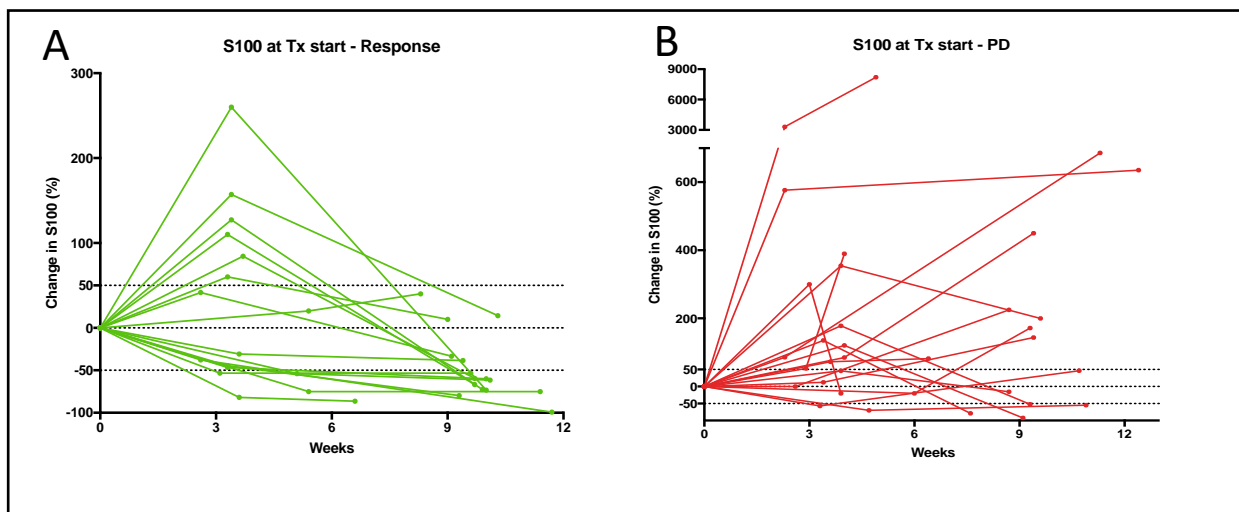 A
S100 at Tx start - Response
Change in S100 (%)
300
200
100
50
0
-50
-100
0 3 6 9 12
Weeks
B
S100 at Tx start - PD
Change in S100 (%)
9000
6000
3000
600
400
200
50
0
-50
0 3 6 9 12
Weeks